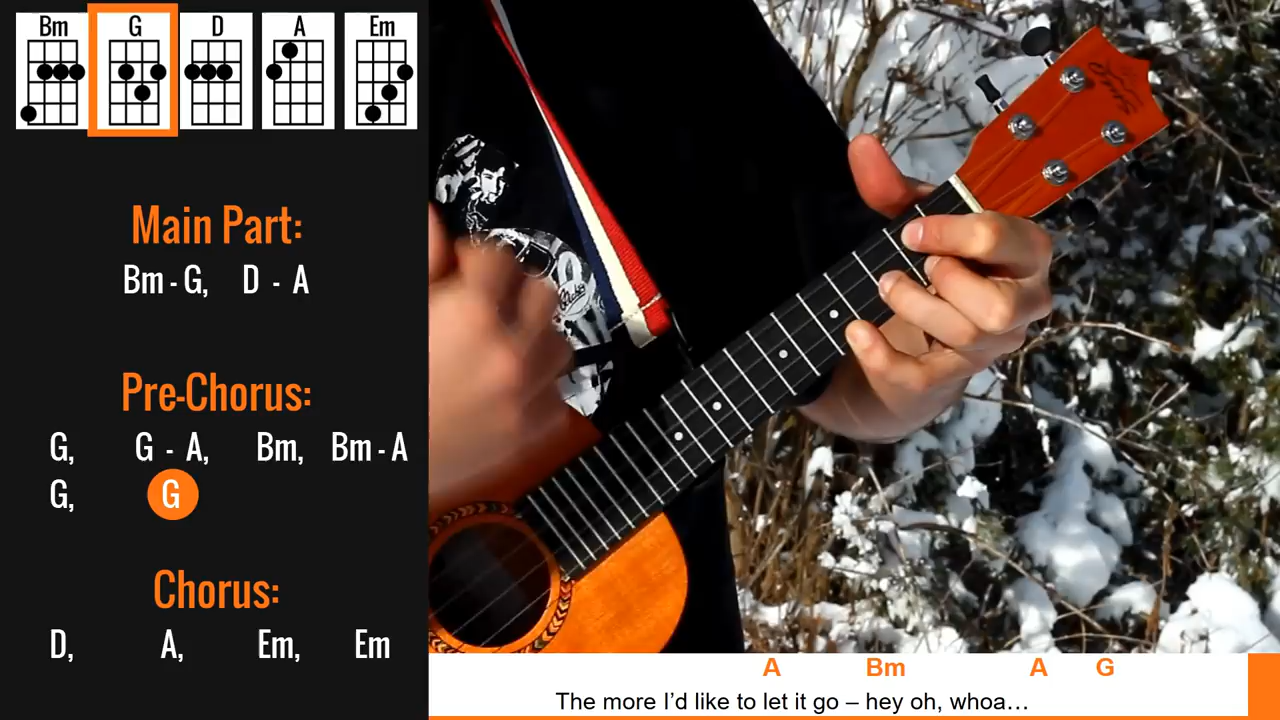 Bm G D A Em
Main Part:
Bm - G, D - A
Pre-Chorus:
G, G - A, Bm, Bm - A
G, G
Chorus:
D, A, Em, Em
A Bm A G
The more I'd like to let it go – hey oh, whoa…